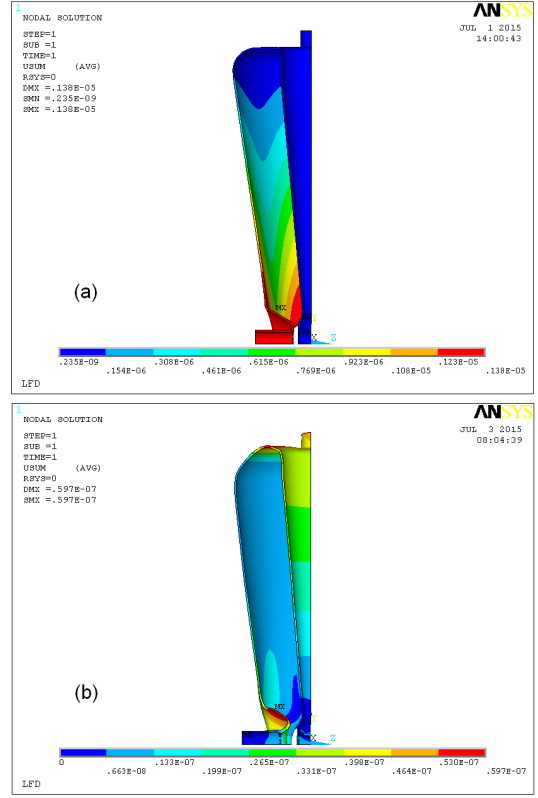 1
ANSYS
NODAL SOLUTION
JUL 1 2015
14:00:43
STEP=1
SUB =1
TIME=1
USUM (AVG)
RSYS=0
DMX =.138E-05
SMN =.235E-09
SMX =.138E-05
(a)
MX
Y
X Z
.235E-09 .308E-06 .615E-06 .923E-06 .123E-05
.154E-06 .461E-06 .769E-06 .108E-05 .138E-05
LFD
1
ANSYS
NODAL SOLUTION
JUL 3 2015
08:04:39
STEP=1
SUB =1
TIME=1
USUM (AVG)
RSYS=0
DMX =.597E-07
SMX =.597E-07
(b)
MX
Y
X Z
0 .133E-07 .265E-07 .398E-07 .530E-07
.663E-08 .199E-07 .331E-07 .464E-07 .597E-07
LFD